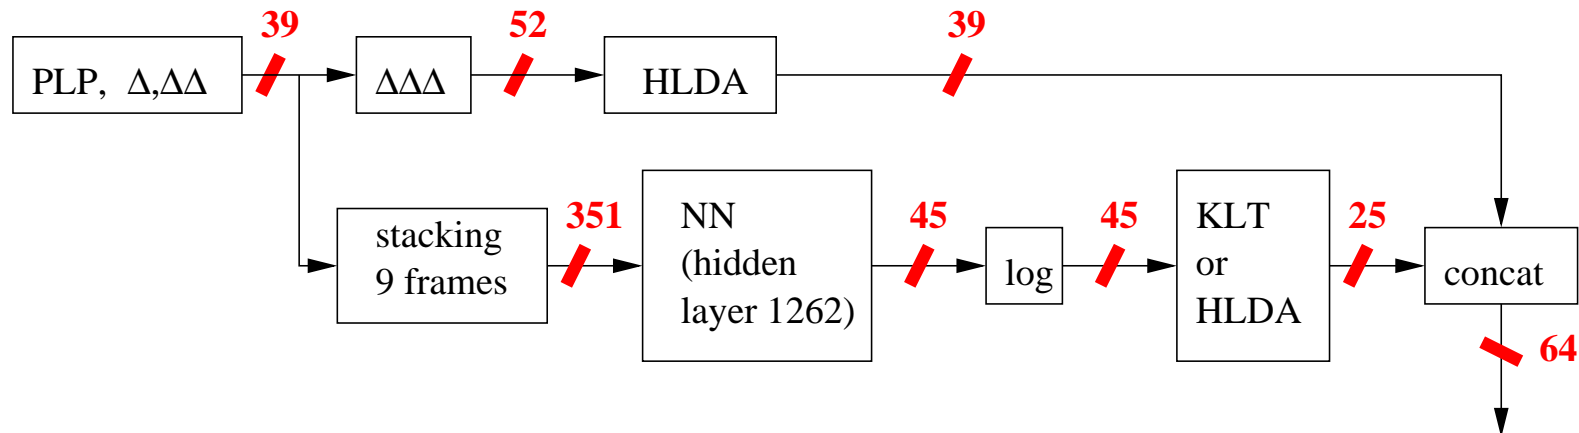 39
52
39
PLP, Δ,ΔΔ
ΔΔΔ
HLDA
351
45
45
25
stacking
9 frames
NN
(hidden
layer 1262)
log
KLT
or
HLDA
concat
64